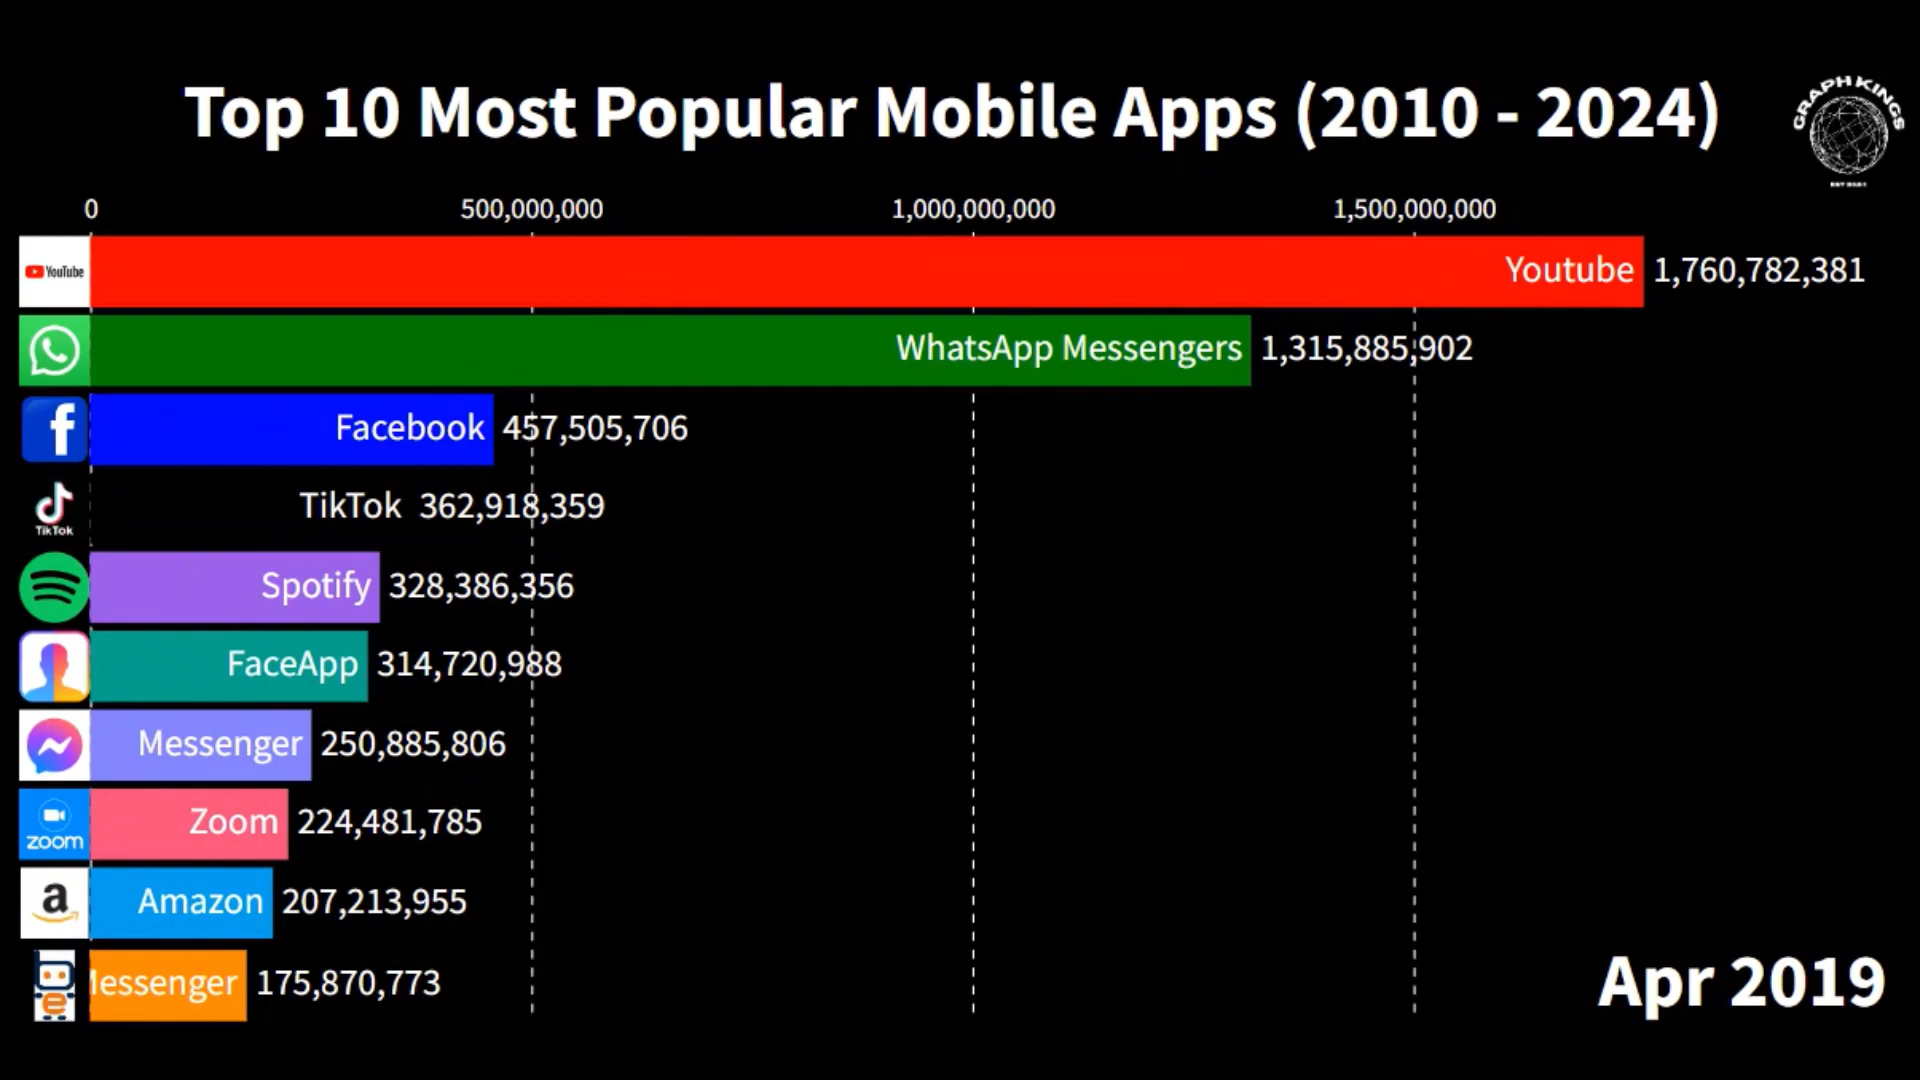 Top 10 Most Popular Mobile Apps (2010 - 2024)
GRAPH KINGS
0 500,000,000 1,000,000,000 1,500,000,000
YouTube Youtube 1,760,782,381
WhatsApp Messengers 1,315,885,902
Facebook 457,505,706
TikTok TikTok 362,918,359
Spotify 328,386,356
FaceApp 314,720,988
Messenger 250,885,806
zoom Zoom 224,481,785
a Amazon 207,213,955
essenger 175,870,773
Apr 2019